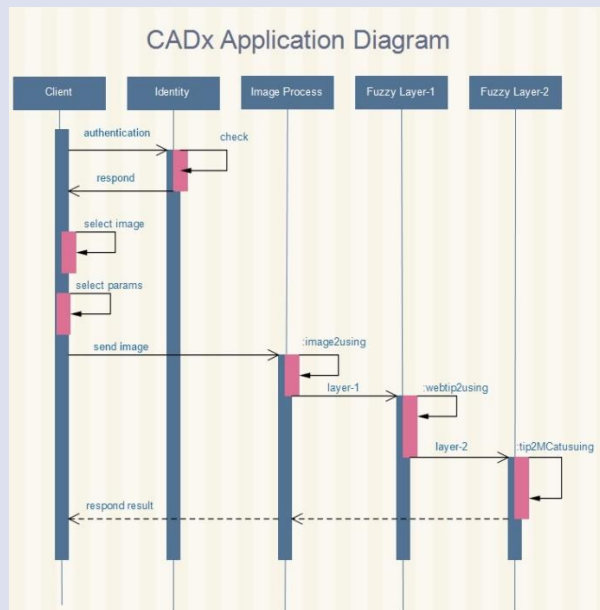 CADx Application Diagram
Client
Identity
Image Process
Fuzzy Layer-1
Fuzzy Layer-2
authentication
check
respond
select image
select params
send image
:image2using
layer-1
:webtip2using
layer-2
:tip2MCatusuing
respond result